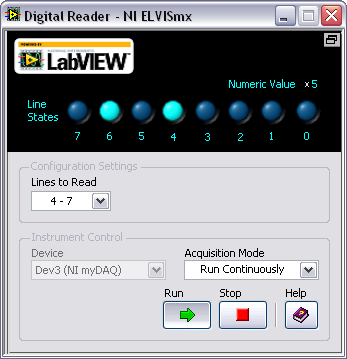 Digital Reader - NI ELVISmx
POWERED BY
LabVIEW™
Numeric Value x 5
Line States
7 6 5 4 3 2 1 0
Configuration Settings
Lines to Read
4 - 7
Instrument Control
Device Acquisition Mode
Dev3 (NI myDAQ) Run Continuously
Run Stop Help